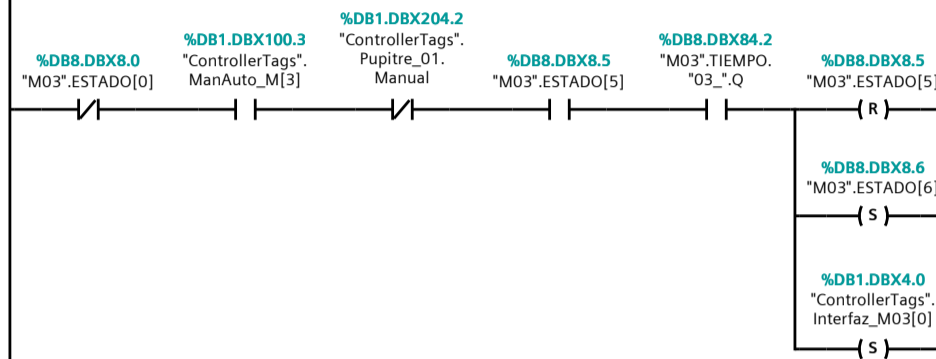 %DB8.DBX8.0
"M03".ESTADO[0]
%DB1.DBX100.3
"ControllerTags".
ManAuto_M[3]
%DB1.DBX204.2
"ControllerTags".
Pupitre_01.
Manual
%DB8.DBX8.5
"M03".ESTADO[5]
%DB8.DBX84.2
"M03".TIEMPO.
"03_".Q
%DB8.DBX8.5
"M03".ESTADO[5]
R
%DB8.DBX8.6
"M03".ESTADO[6]
S
%DB1.DBX4.0
"ControllerTags".
Interfaz_M03[0]
S